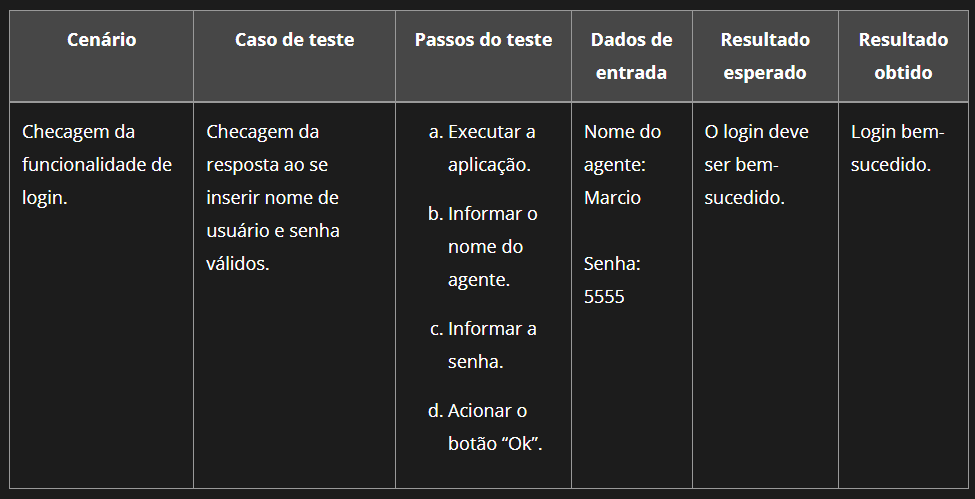 Cenário
Caso de teste
Passos do teste
Dados de
entrada
Resultado
esperado
Resultado
obtido
Checagem da
funcionalidade de
login.
Checagem da
resposta ao se
inserir nome de
usuário e senha
válidos.
a. Executar a
aplicação.
b. Informar o
nome do
agente.
c. Informar a
senha.
d. Acionar o
botão “Ok”.
Nome do
agente:
Marcio
Senha:
5555
O login deve
ser bem-
sucedido.
Login bem-
sucedido.